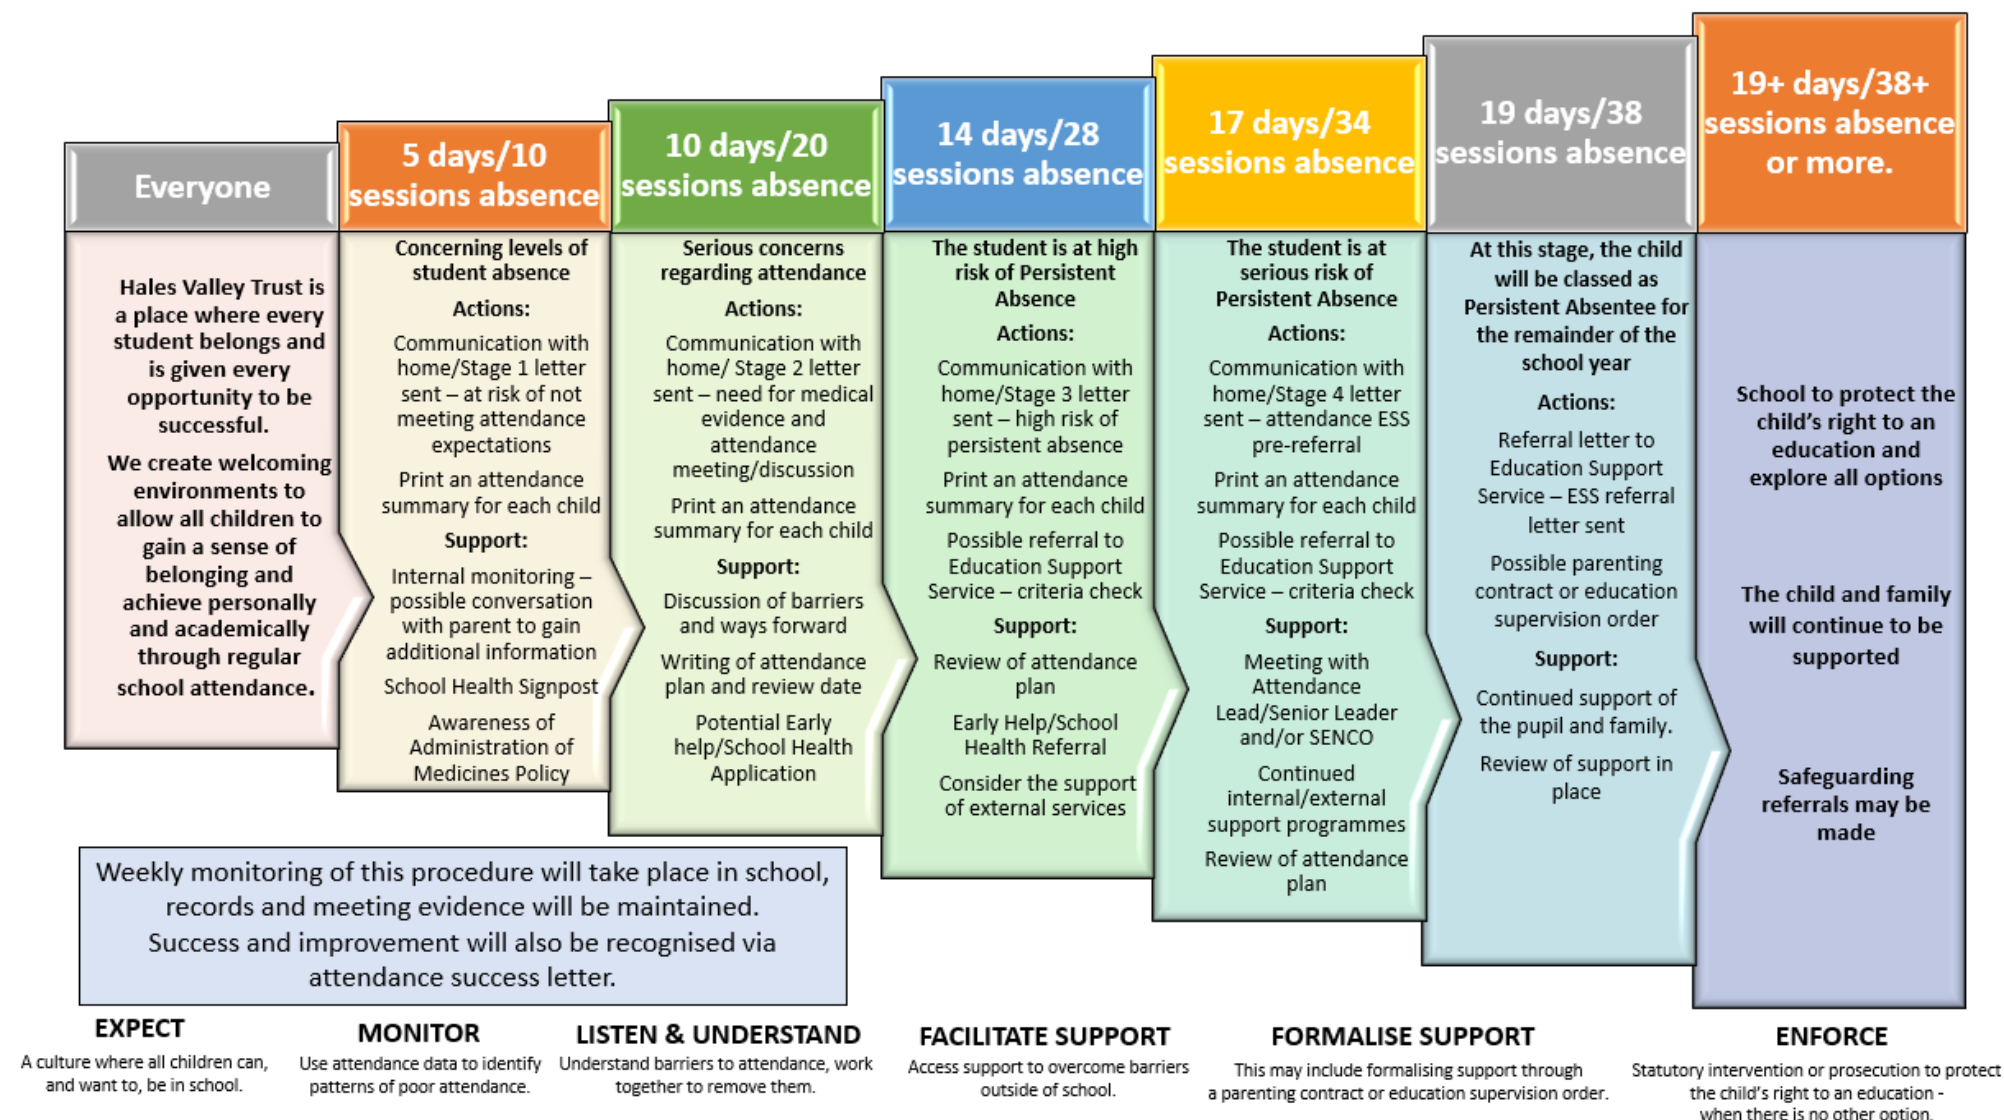 Everyone
Hales Valley Trust is
a place where every
student belongs and
is given every
opportunity to be
successful.
We create welcoming
environments to
allow all children to
gain a sense of
belonging and
achieve personally
and academically
through regular
school attendance.
5 days/10
sessions absence
Concerning levels of
student absence
Actions:
Communication with
home/Stage 1 letter
sent – at risk of not
meeting attendance
expectations
Print an attendance
summary for each child
Support:
Internal monitoring –
possible conversation
with parent to gain
additional information
School Health Signpost
Awareness of
Administration of
Medicines Policy
10 days/20
sessions absence
Serious concerns
regarding attendance
Actions:
Communication with
home/ Stage 2 letter
sent – need for medical
evidence and
attendance
meeting/discussion
Print an attendance
summary for each child
Support:
Discussion of barriers
and ways forward
Writing of attendance
plan and review date
Potential Early
help/School Health
Application
14 days/28
sessions absence
The student is at high
risk of Persistent
Absence
Actions:
Communication with
home/Stage 3 letter
sent – high risk of
persistent absence
Print an attendance
summary for each child
Possible referral to
Education Support
Service – criteria check
Support:
Review of attendance
plan
Early Help/School
Health Referral
Consider the support
of external services
17 days/34
sessions absence
The student is at
serious risk of
Persistent Absence
Actions:
Communication with
home/Stage 4 letter
sent – attendance ESS
pre-referral
Print an attendance
summary for each child
Possible referral to
Education Support
Service – criteria check
Support:
Meeting with
Attendance
Lead/Senior Leader
and/or SENCO
Continued
internal/external
support programmes
Review of attendance
plan
19 days/38
sessions absence
At this stage, the child
will be classed as
Persistent Absentee for
the remainder of the
school year
Actions:
Referral letter to
Education Support
Service – ESS referral
letter sent
Possible parenting
contract or education
supervision order
Support:
Continued support of
the pupil and family.
Review of support in
place
19+ days/38+
sessions absence
or more.
School to protect the
child's right to an
education and
explore all options
The child and family
will continue to be
supported
Safeguarding
referrals may be
made
Weekly monitoring of this procedure will take place in school,
records and meeting evidence will be maintained.
Success and improvement will also be recognised via
attendance success letter.
EXPECT
A culture where all children can,
and want to, be in school.
MONITOR
Use attendance data to identify
patterns of poor attendance.
LISTEN & UNDERSTAND
Understand barriers to attendance, work
together to remove them.
FACILITATE SUPPORT
Access support to overcome barriers
outside of school.
FORMALISE SUPPORT
This may include formalising support through
a parenting contract or education supervision order.
ENFORCE
Statutory intervention or prosecution to protect
the child's right to an education -
when there is no other option.